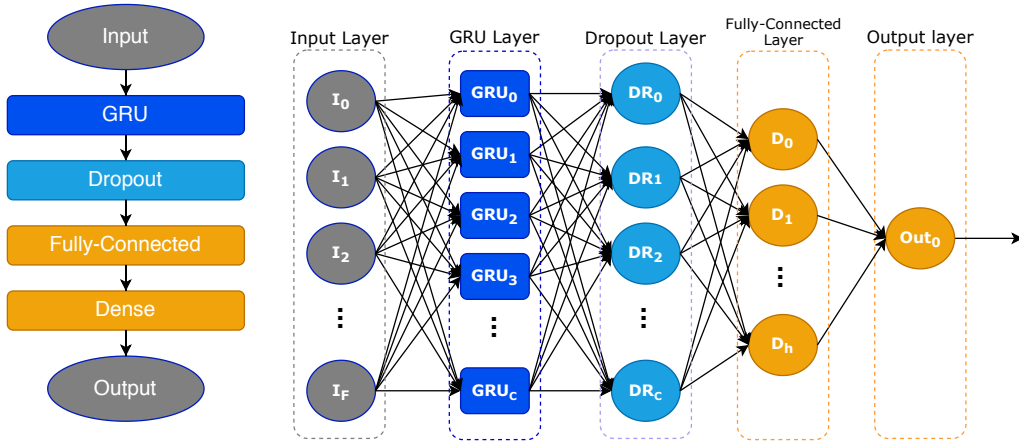 Input
GRU
Dropout
Fully-Connected
Dense
Output
Input Layer
I0
I1
I2
⋮
IF
GRU Layer
GRU0
GRU1
GRU2
GRU3
⋮
GRUC
Dropout Layer
DR0
DR1
DR2
⋮
DRC
Fully-Connected
Layer
D0
D1
⋮
Dh
Output layer
Out0